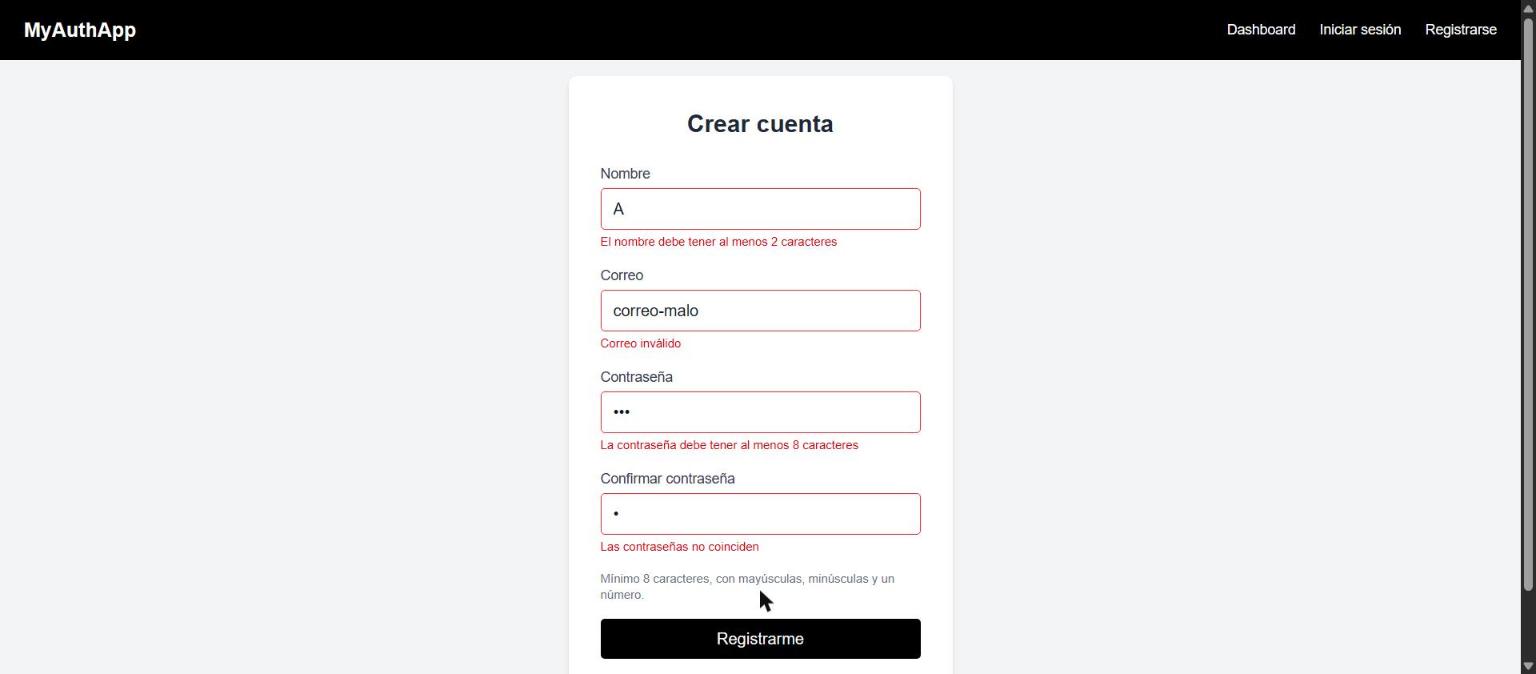 MyAuthApp
Dashboard
Iniciar sesión
Registrarse
Crear cuenta
Nombre
A
El nombre debe tener al menos 2 caracteres
Correo
correo-malo
Correo inválido
Contraseña
•••
La contraseña debe tener al menos 8 caracteres
Confirmar contraseña
•
Las contraseñas no coinciden
Mínimo 8 caracteres, con mayúsculas, minúsculas y un
número.
Registrarme